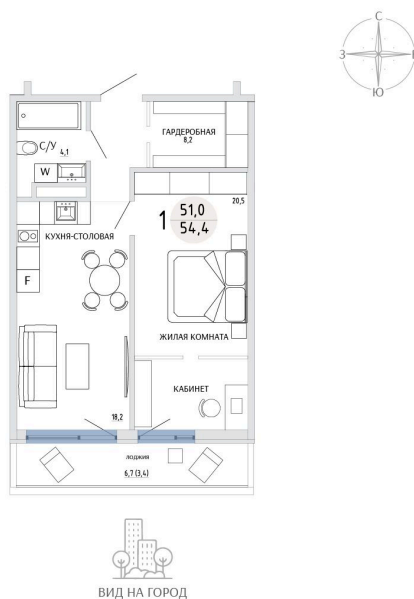 С
З
Ю
ГАРДЕРОБНАЯ
8,2
С/У
4,1
W
20,5
1
51,0
54,4
КУХНЯ-СТОЛОВАЯ
F
ЖИЛАЯ КОМНАТА
КАБИНЕТ
18,2
ЛОДЖИЯ
6,7 (3,4)
ВИД НА ГОРОД